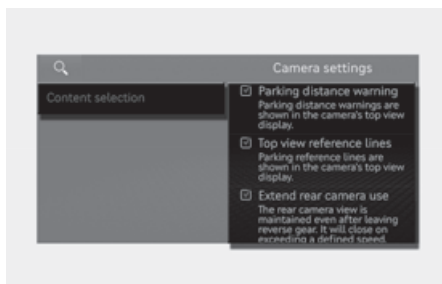 Camera settings
Content selection
Parking distance warning
Parking distance warnings are
shown in the camera's top view
display.
Top view reference lines
Parking reference lines are
shown in the camera's top view
display.
Extend rear camera use
The rear camera view is
maintained even after leaving
reverse gear. It will close on
exceeding a defined speed.